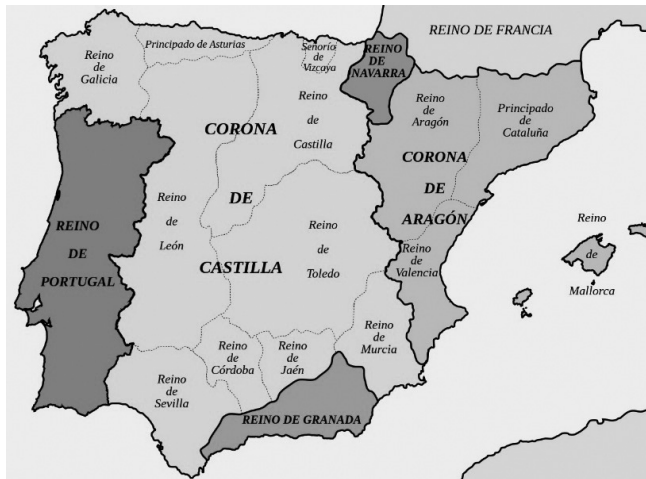 REINO DE FRANCIA
Principado de Asturias
Señorío
de
Vizcaya
REINO
DE
NAVARRA
Reino
de
Galicia
Reino
de
Castilla
Reino
de
Aragón
Principado
de
Cataluña
CORONA
DE
CASTILLA
CORONA
DE
ARAGÓN
Reino
de
León
REINO
DE
PORTUGAL
Reino
de
Toledo
Reino
de
Valencia
Reino
de
Mallorca
Reino
de
Murcia
Reino
de
Córdoba
Reino
de
Jaén
Reino
de
Sevilla
REINO DE GRANADA